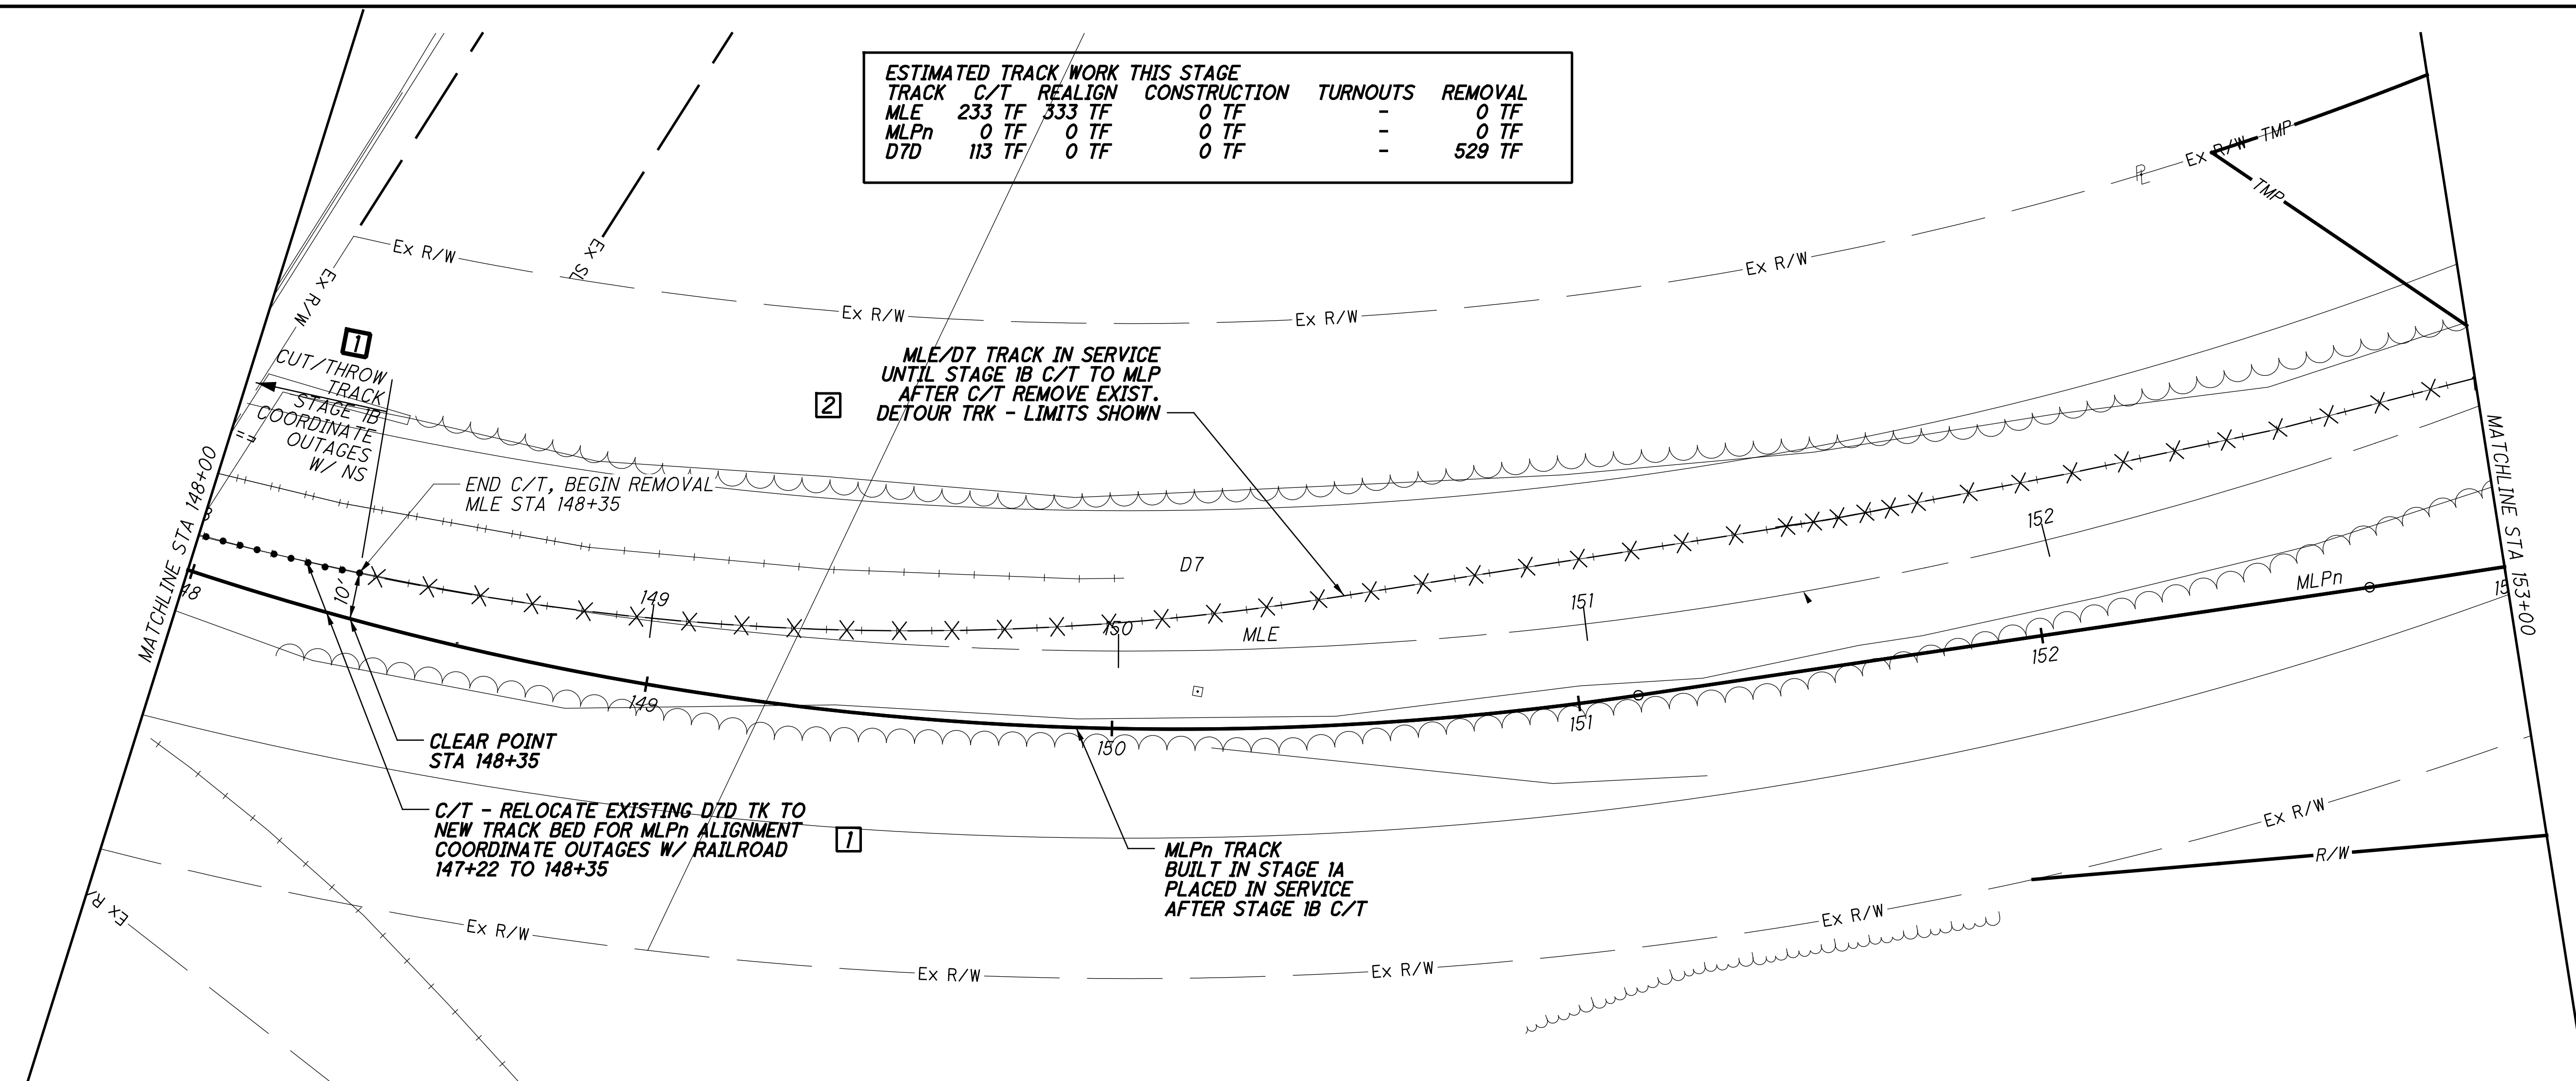 ESTIMATED TRACK WORK THIS STAGE
TRACK C/T REALIGN CONSTRUCTION TURNOUTS REMOVAL
MLE 233 TF 333 TF 0 TF - 0 TF
MLPn 0 TF 0 TF 0 TF - 0 TF
D7D 113 TF 0 TF 0 TF - 529 TF
Ex R/W TMP
TMP
PL
Ex R/W
Ex SL
Ex R/W
Ex R/W
Ex R/W
Ex R/W
1
CUT/THROW
TRACK
STAGE 1B
COORDINATE
OUTAGES
W/ NS
==
MLE/D7 TRACK IN SERVICE
UNTIL STAGE 1B C/T TO MLP
AFTER C/T REMOVE EXIST.
DETOUR TRK - LIMITS SHOWN
2
MATCHLINE STA 148+00
MATCHLINE STA 153+00
END C/T, BEGIN REMOVAL
MLE STA 148+35
D7
149
150
151
152
MLE
MLPn
10'
48
149
150
151
152
15
CLEAR POINT
STA 148+35
C/T - RELOCATE EXISTING D7D TK TO
NEW TRACK BED FOR MLPn ALIGNMENT
COORDINATE OUTAGES W/ RAILROAD
147+22 TO 148+35
1
MLPn TRACK
BUILT IN STAGE 1A
PLACED IN SERVICE
AFTER STAGE 1B C/T
Ex R/W
R/W
Ex R/
Ex R/W
Ex R/W
Ex R/W
Ex R/W